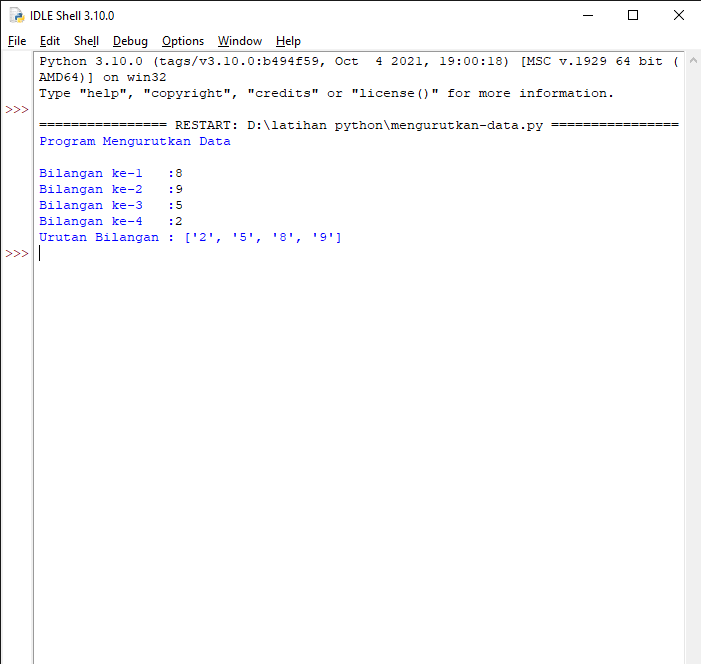 IDLE Shell 3.10.0
File Edit Shell Debug Options Window Help
Python 3.10.0 (tags/v3.10.0:b494f59, Oct  4 2021, 19:00:18) [MSC v.1929 64 bit (
AMD64)] on win32
Type "help", "copyright", "credits" or "license()" for more information.
>>>
================ RESTART: D:\latihan python\mengurutkan-data.py ================
Program Mengurutkan Data
Bilangan ke-1   :8
Bilangan ke-2   :9
Bilangan ke-3   :5
Bilangan ke-4   :2
Urutan Bilangan : ['2', '5', '8', '9']
>>>